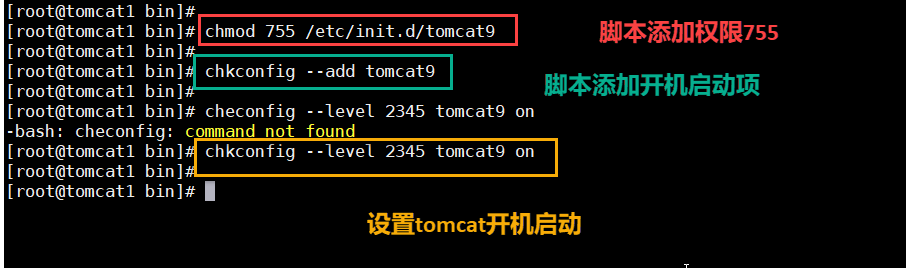 [root@tomcat1 bin]#
[root@tomcat1 bin]# chmod 755 /etc/init.d/tomcat9
脚本添加权限755
[root@tomcat1 bin]#
[root@tomcat1 bin]# chkconfig --add tomcat9
脚本添加开机启动项
[root@tomcat1 bin]#
[root@tomcat1 bin]# checonfig --level 2345 tomcat9 on
-bash: checonfig: command not found
[root@tomcat1 bin]# chkconfig --level 2345 tomcat9 on
[root@tomcat1 bin]#
[root@tomcat1 bin]#
设置tomcat开机启动